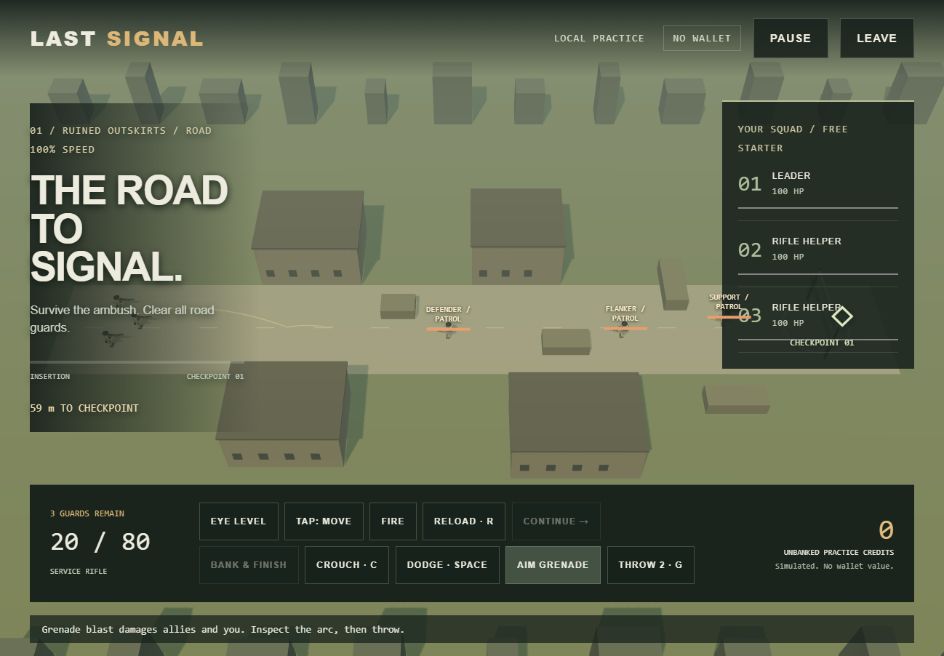 LAST SIGNAL
LOCAL PRACTICE
NO WALLET
PAUSE
LEAVE
01 / RUINED OUTSKIRTS / ROAD
100% SPEED
THE ROAD
TO
SIGNAL.
Survive the ambush. Clear all road
guards.
INSERTION
CHECKPOINT 01
59 m TO CHECKPOINT
DEFENDER /
PATROL
FLANKER /
PATROL
SUPPORT /
PATROL
YOUR SQUAD / FREE
STARTER
01
LEADER
100 HP
02
RIFLE HELPER
100 HP
03
RIFLE HELPER
100 HP
CHECKPOINT 01
3 GUARDS REMAIN
20 / 80
SERVICE RIFLE
EYE LEVEL
TAP: MOVE
FIRE
RELOAD · R
CONTINUE →
BANK & FINISH
CROUCH · C
DODGE · SPACE
AIM GRENADE
THROW 2 · G
0
UNBANKED PRACTICE CREDITS
Simulated. No wallet value.
Grenade blast damages allies and you. Inspect the arc, then throw.